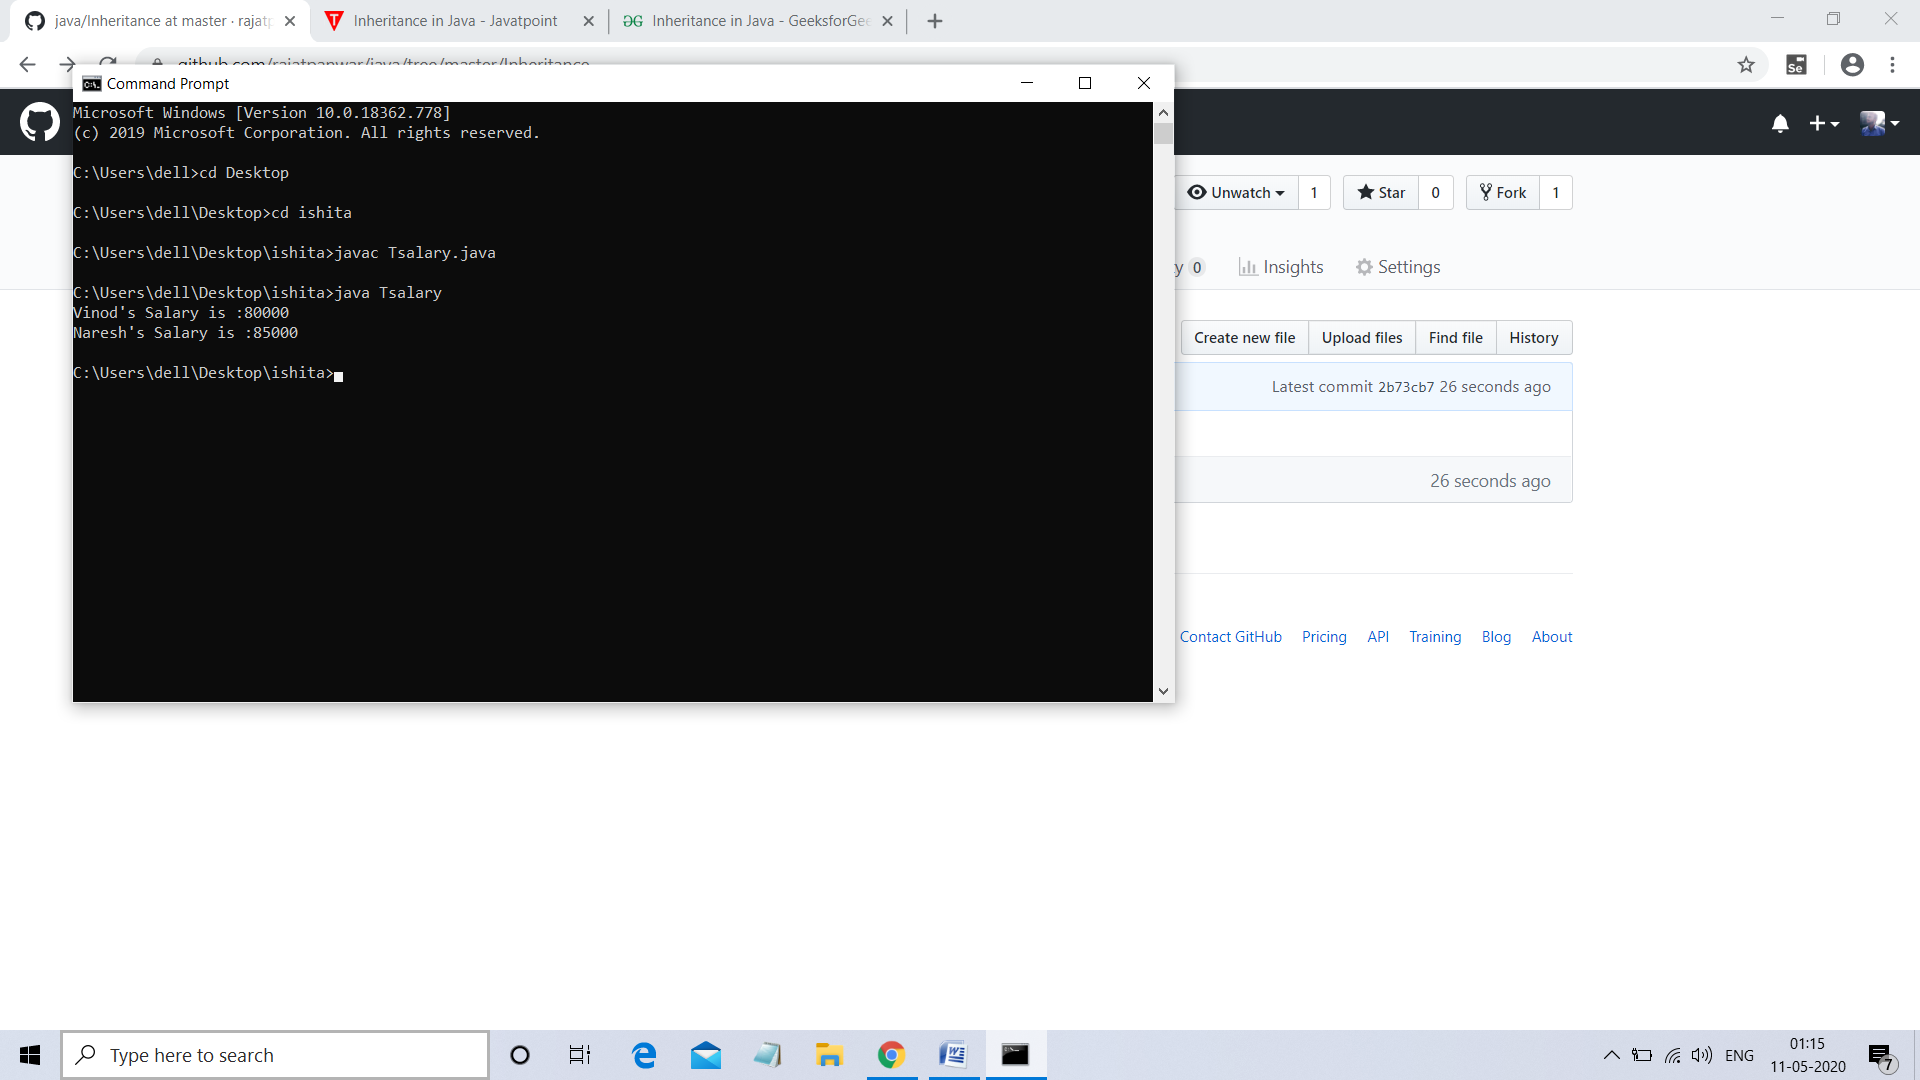 java/Inheritance at master · rajatp
Inheritance in Java - Javatpoint
Inheritance in Java - GeeksforGee
github.com/rajatpanwar/java/tree/master/Inheritance
Se
Command Prompt
Microsoft Windows [Version 10.0.18362.778]
(c) 2019 Microsoft Corporation. All rights reserved.
C:\Users\dell>cd Desktop
C:\Users\dell\Desktop>cd ishita
C:\Users\dell\Desktop\ishita>javac Tsalary.java
C:\Users\dell\Desktop\ishita>java Tsalary
Vinod's Salary is :80000
Naresh's Salary is :85000
C:\Users\dell\Desktop\ishita>
Unwatch 1 Star 0 Fork 1
y 0 Insights Settings
Create new file Upload files Find file History
Latest commit 2b73cb7 26 seconds ago
26 seconds ago
Contact GitHub Pricing API Training Blog About
Type here to search
ENG
01:15
11-05-2020
7